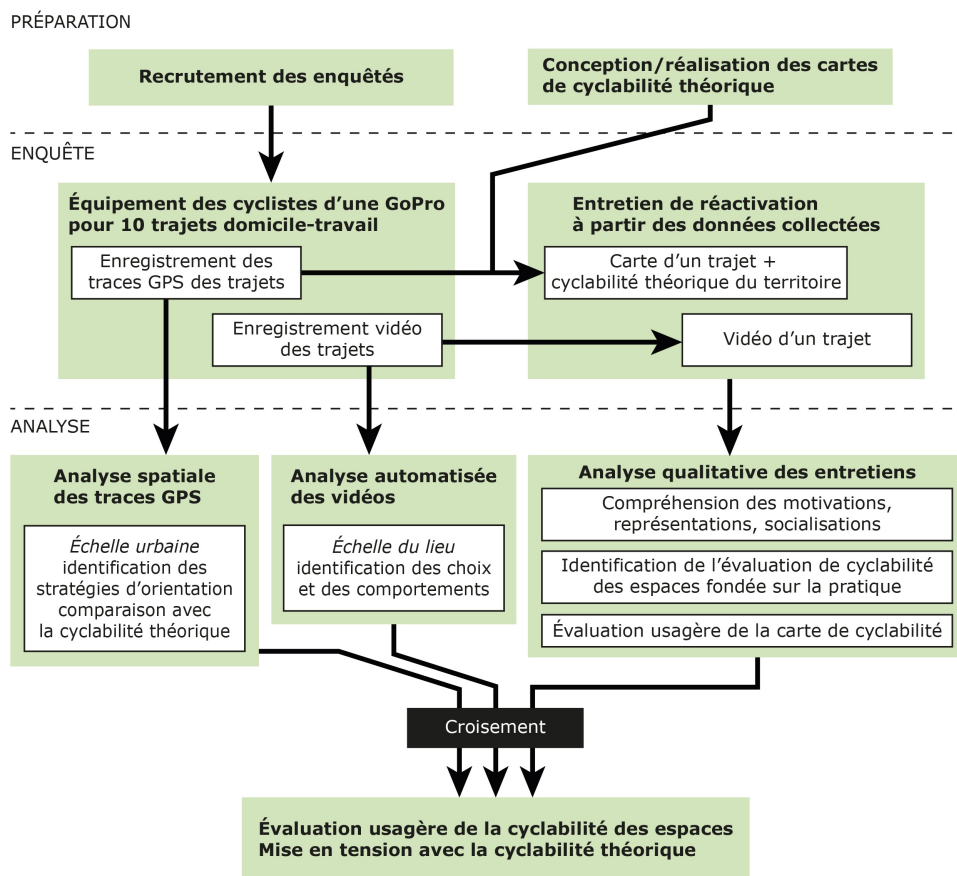 PRÉPARATION
Recrutement des enquêtés
Conception/réalisation des cartes
de cyclabilité théorique
ENQUÊTE
Équipement des cyclistes d’une GoPro
pour 10 trajets domicile-travail
Enregistrement des
traces GPS des trajets
Enregistrement vidéo
des trajets
Entretien de réactivation
à partir des données collectées
Carte d’un trajet +
cyclabilité théorique du territoire
Vidéo d’un trajet
ANALYSE
Analyse spatiale
des traces GPS
Échelle urbaine
identification des
stratégies d’orientation
comparaison avec
la cyclabilité théorique
Analyse automatisée
des vidéos
Échelle du lieu
identification des choix
et des comportements
Analyse qualitative des entretiens
Compréhension des motivations,
représentations, socialisations
Identification de l’évaluation de cyclabilité
des espaces fondée sur la pratique
Évaluation usagère de la carte de cyclabilité
Croisement
Évaluation usagère de la cyclabilité des espaces
Mise en tension avec la cyclabilité théorique